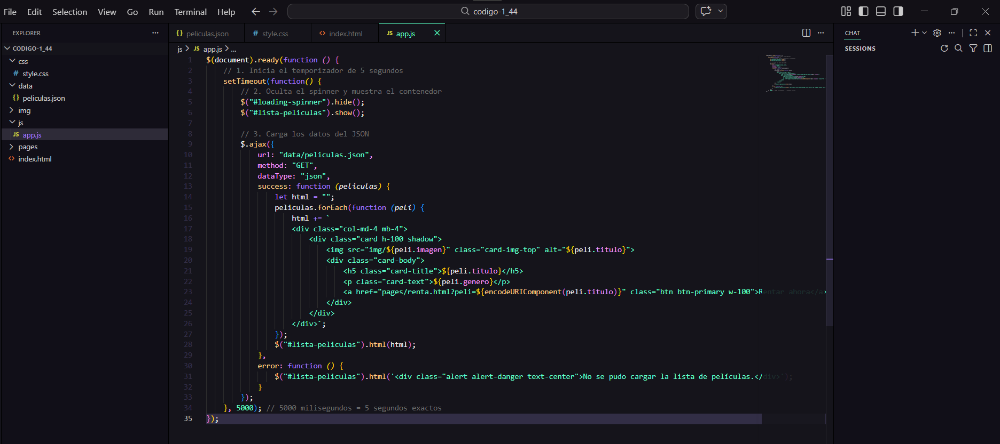 File Edit Selection View Go Run Terminal Help
codigo-1_44
EXPLORER
CODIGO-1_44
css
# style.css
data
{} peliculas.json
img
js
JS app.js
pages
<> index.html
{} peliculas.json
# style.css
<> index.html
JS app.js
js > JS app.js > ...
1 $(document).ready(function () {
2     // 1. Inicia el temporizador de 5 segundos
3     setTimeout(function() {
4         // 2. Oculta el spinner y muestra el contenedor
5         $("#loading-spinner").hide();
6         $("#lista-peliculas").show();
7
8         // 3. Carga los datos del JSON
9         $.ajax({
10             url: "data/peliculas.json",
11             method: "GET",
12             dataType: "json",
13             success: function (peliculas) {
14                 let html = "";
15                 peliculas.forEach(function (peli) {
16                     html += `
17                     <div class="col-md-4 mb-4">
18                         <div class="card h-100 shadow">
19                             <img src="img/${peli.imagen}" class="card-img-top" alt="${peli.titulo}">
20                             <div class="card-body">
21                                 <h5 class="card-title">${peli.titulo}</h5>
22                                 <p class="card-text">${peli.genero}</p>
23                                 <a href="pages/renta.html?peli=${encodeURIComponent(peli.titulo)}" class="btn btn-primary w-100">Rentar ahora</a>
24                             </div>
25                         </div>
26                     </div>`;
27                 });
28                 $("#lista-peliculas").html(html);
29             },
30             error: function () {
31                 $("#lista-peliculas").html('<div class="alert alert-danger text-center">No se pudo cargar la lista de películas.</div>');
32             }
33         });
34     }, 5000); // 5000 milisegundos = 5 segundos exactos
35 });
CHAT
SESSIONS